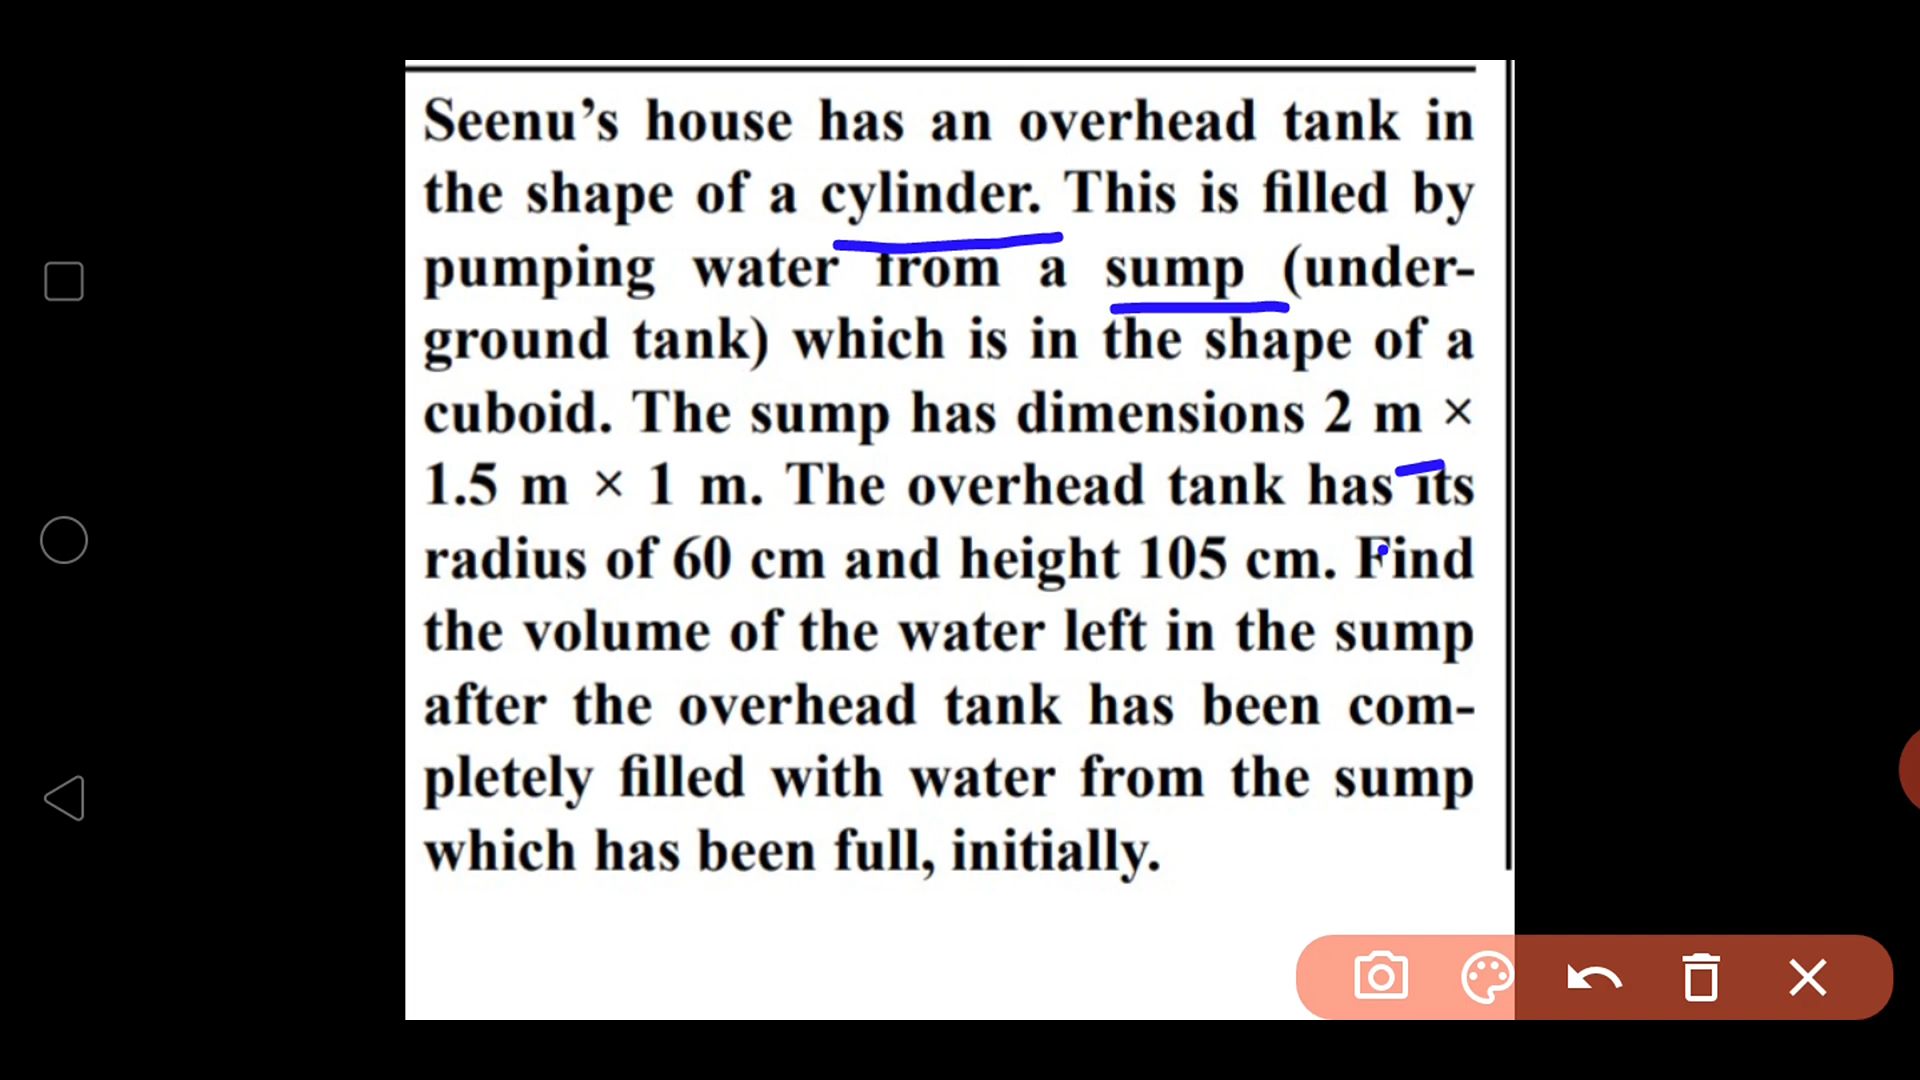 Seenu’s house has an overhead tank in
the shape of a cylinder. This is filled by
pumping water from a sump (under-
ground tank) which is in the shape of a
cuboid. The sump has dimensions 2 m ×
1.5 m × 1 m. The overhead tank has its
radius of 60 cm and height 105 cm. Find
the volume of the water left in the sump
after the overhead tank has been com-
pletely filled with water from the sump
which has been full, initially.